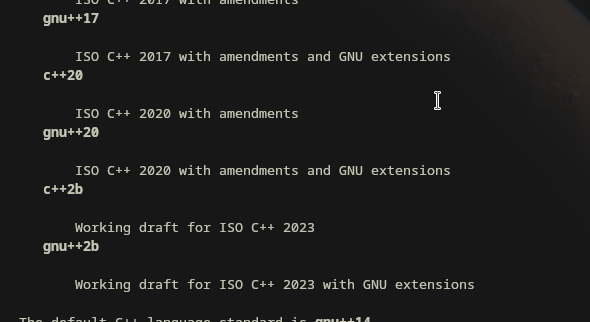 ISO C++ 2017 with amendments
gnu++17
ISO C++ 2017 with amendments and GNU extensions
c++20
ISO C++ 2020 with amendments
gnu++20
ISO C++ 2020 with amendments and GNU extensions
c++2b
Working draft for ISO C++ 2023
gnu++2b
Working draft for ISO C++ 2023 with GNU extensions
The default C++ language standard is gnu++14.